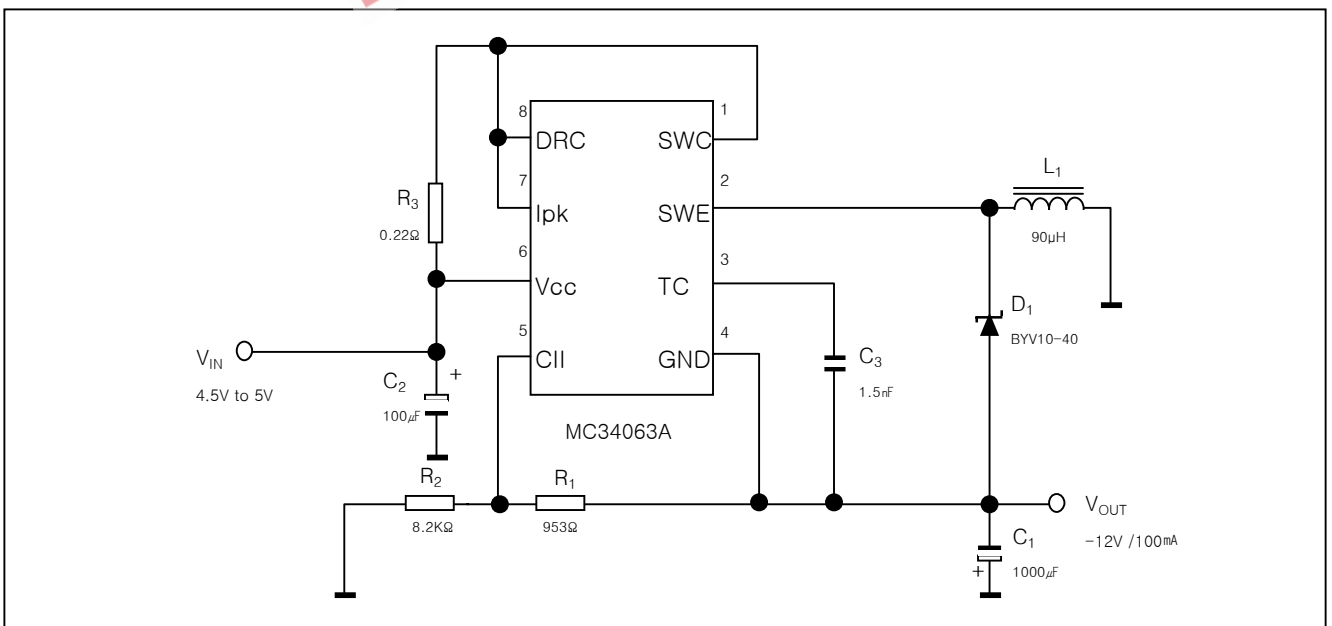 8
1
DRC
SWC
7
2
R3
0.22Ω
Ipk
SWE
L1
90μH
6
3
Vcc
TC
D1
BYV10-40
5
4
VIN
4.5V to 5V
CII
GND
C2
+
100μF
C3
1.5nF
MC34063A
R2
8.2KΩ
R1
953Ω
VOUT
-12V /100mA
C1
+
1000μF